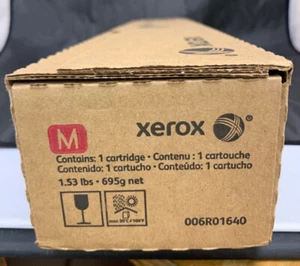 M
xerox
Contains: 1 cartridge • Contenu : 1 cartouche
Contenido: 1 cartucho • Conteúdo: 1 cartucho
1.53 lbs • 695g net
006R01640